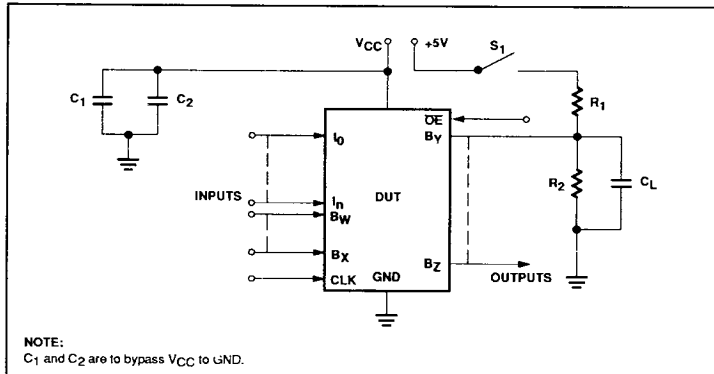 VCC +5V S1
C1 C2 R1
OE
I0 BY
R2 CL
INPUTS In DUT
BW
BX BZ
CLK GND OUTPUTS
NOTE:
C1 and C2 are to bypass VCC to GND.